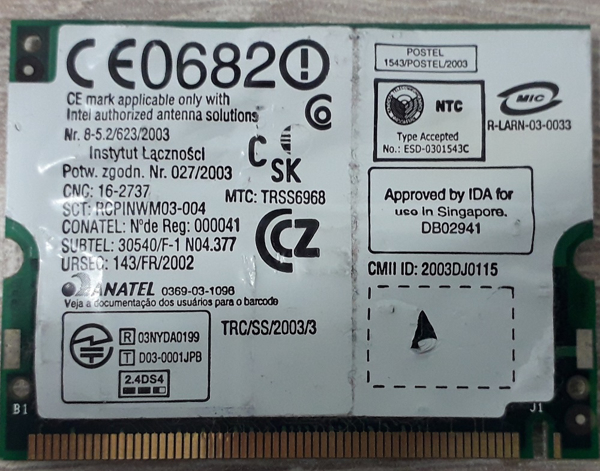 CE0682!
CE mark applicable only with
Intel authorized antenna solutions
Nr. 8-5.2/623/2003
Instytut Łączności
Potw. zgodn. Nr. 027/2003
CNC: 16-2737
SCT: RCPINWM03-004
CONATEL: Nºde Reg: 000041
SURTEL: 30540/F-1 N04.377
URSEC: 143/FR/2002
ANATEL 0369-03-1096
Veja a documentação dos usuários para o barcode
R 03NYDA0199
T D03-0001JPB
2.4DS4
SK
MTC: TRSS6968
CZ
TRC/SS/2003/3
POSTEL
1543/POSTEL/2003
NTC
Type Accepted
No.: ESD-0301543C
MIC
R-LARN-03-0033
Approved by IDA for
use in Singapore.
DB02941
CMII ID: 2003DJ0115
B1
J1